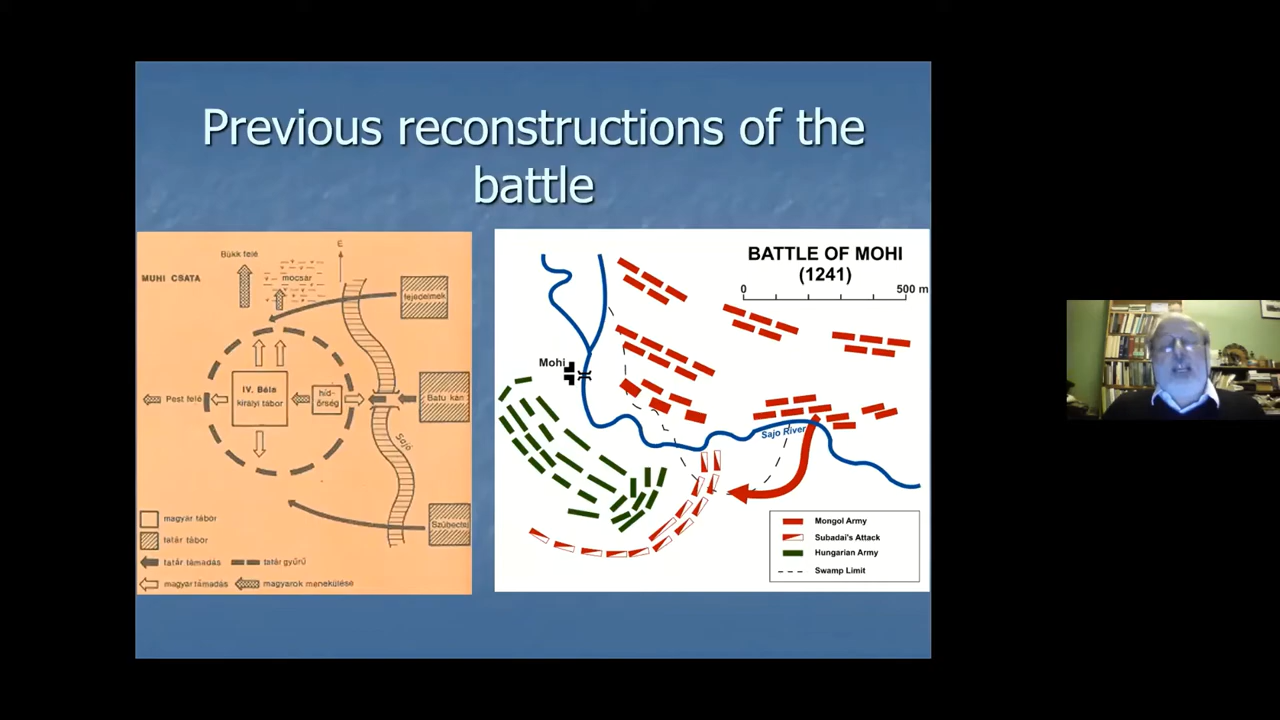 Previous reconstructions of the
battle
MUHI CSATA
Bükk felé
É
mocsár
fejedelmek
Pest felé
IV. Béla
királyi tábor
híd-
őrség
Batu kán
Sajó
Szübeetej
magyar tábor
tatár tábor
tatár támadás
tatár gyűrű
magyar támadás
magyarok menekülése
BATTLE OF MOHI
(1241)
0
500 m
Mohi
Sajo River
Mongol Army
Subadai's Attack
Hungarian Army
Swamp Limit